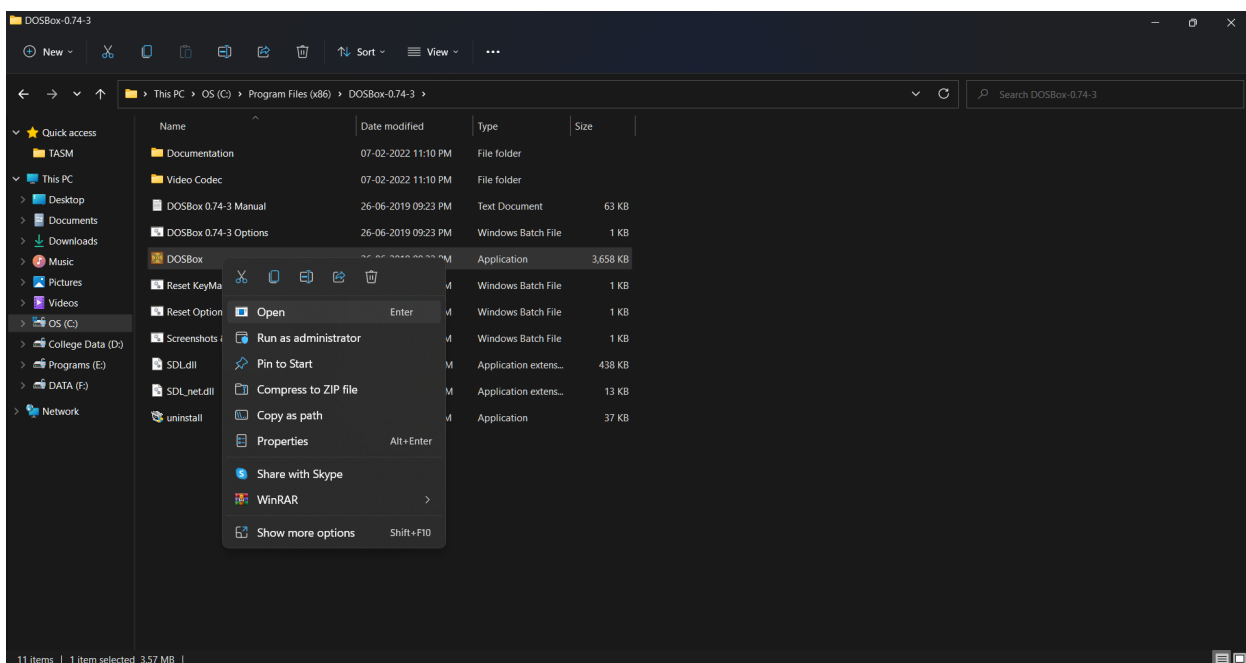 DOSBox-0.74-3
New
Sort
View
This PC > OS (C:) > Program Files (x86) > DOSBox-0.74-3 >
Search DOSBox-0.74-3
Quick access
TASM
This PC
Desktop
Documents
Downloads
Music
Pictures
Videos
OS (C:)
College Data (D:)
Programs (E:)
DATA (F:)
Network
Name Date modified Type Size
Documentation 07-02-2022 11:10 PM File folder
Video Codec 07-02-2022 11:10 PM File folder
DOSBox 0.74-3 Manual 26-06-2019 09:23 PM Text Document 63 KB
DOSBox 0.74-3 Options 26-06-2019 09:23 PM Windows Batch File 1 KB
DOSBox Application 3,658 KB
Reset KeyMa M Windows Batch File 1 KB
Reset Option M Windows Batch File 1 KB
Screenshots M Windows Batch File 1 KB
SDL.dll M Application extens... 438 KB
SDL_net.dll M Application extens... 13 KB
uninstall M Application 37 KB
Open Enter
Run as administrator
Pin to Start
Compress to ZIP file
Copy as path
Properties Alt+Enter
Share with Skype
WinRAR
Show more options Shift+F10
11 items | 1 item selected 3.57 MB |